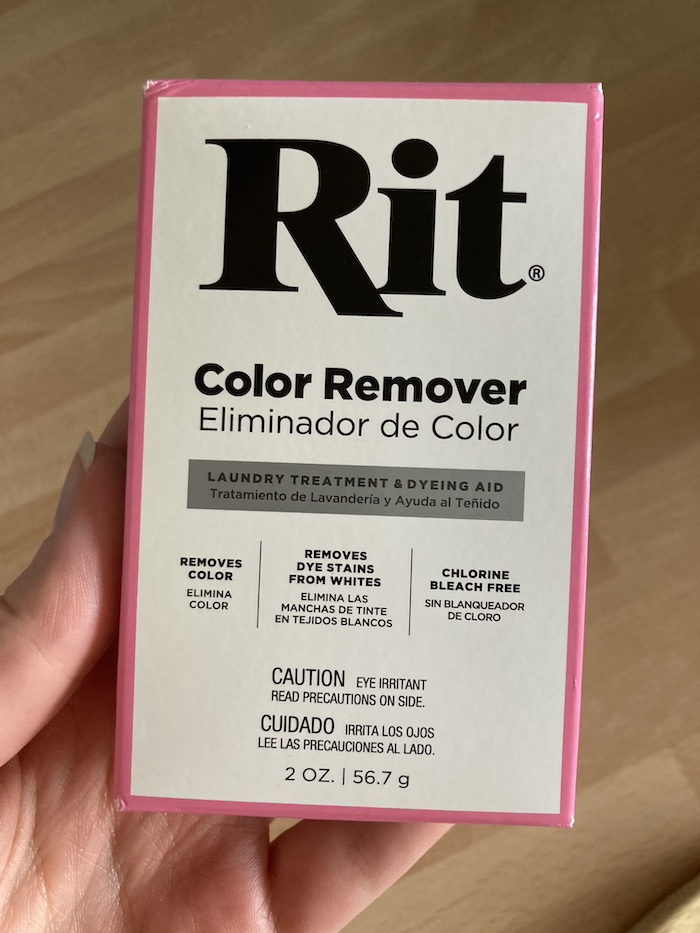 Rit®
Color Remover
Eliminador de Color
LAUNDRY TREATMENT & DYEING AID
Tratamiento de Lavandería y Ayuda al Teñido
REMOVES
COLOR
ELIMINA
COLOR
REMOVES
DYE STAINS
FROM WHITES
ELIMINA LAS
MANCHAS DE TINTE
EN TEJIDOS BLANCOS
CHLORINE
BLEACH FREE
SIN BLANQUEADOR
DE CLORO
CAUTION EYE IRRITANT
READ PRECAUTIONS ON SIDE.
CUIDADO IRRITA LOS OJOS
LEE LAS PRECAUCIONES AL LADO.
2 OZ. | 56.7 g